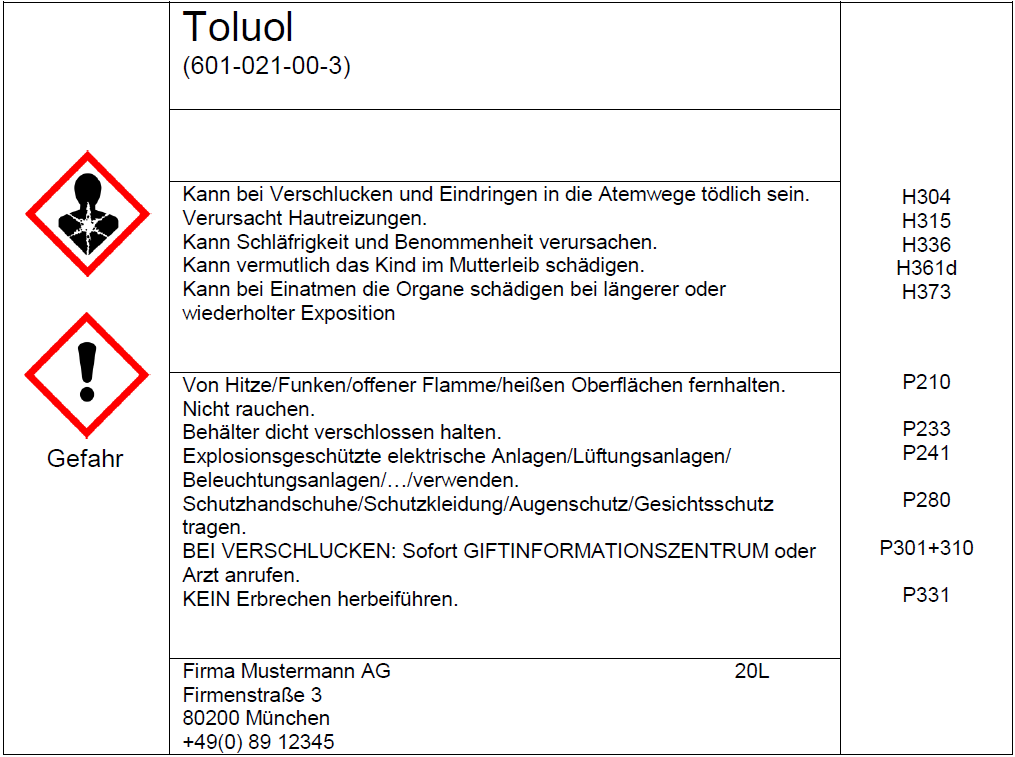 Toluol
(601-021-00-3)
Kann bei Verschlucken und Eindringen in die Atemwege tödlich sein. H304
Verursacht Hautreizungen. H315
Kann Schläfrigkeit und Benommenheit verursachen. H336
Kann vermutlich das Kind im Mutterleib schädigen. H361d
Kann bei Einatmen die Organe schädigen bei längerer oder H373
wiederholter Exposition
Gefahr
Von Hitze/Funken/offener Flamme/heißen Oberflächen fernhalten. P210
Nicht rauchen.
Behälter dicht verschlossen halten. P233
Explosionsgeschützte elektrische Anlagen/Lüftungsanlagen/ P241
Beleuchtungsanlagen/…/verwenden.
Schutzhandschuhe/Schutzkleidung/Augenschutz/Gesichtsschutz P280
tragen.
BEI VERSCHLUCKEN: Sofort GIFTINFORMATIONSZENTRUM oder P301+310
Arzt anrufen.
KEIN Erbrechen herbeiführen. P331
Firma Mustermann AG 20L
Firmenstraße 3
80200 München
+49(0) 89 12345